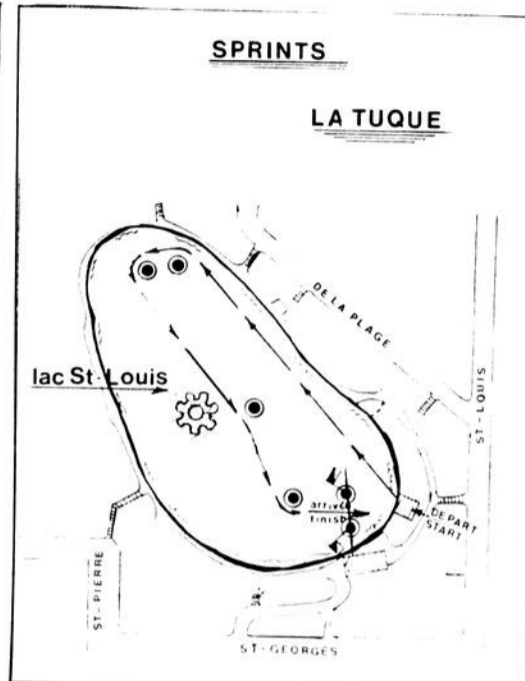 SPRINTS
LA TUQUE
DE LA PLAGE
lac St-Louis
ST-LOUIS
arrivée
finish
DEPART
START
ST-PIERRE
ST-GEORGES